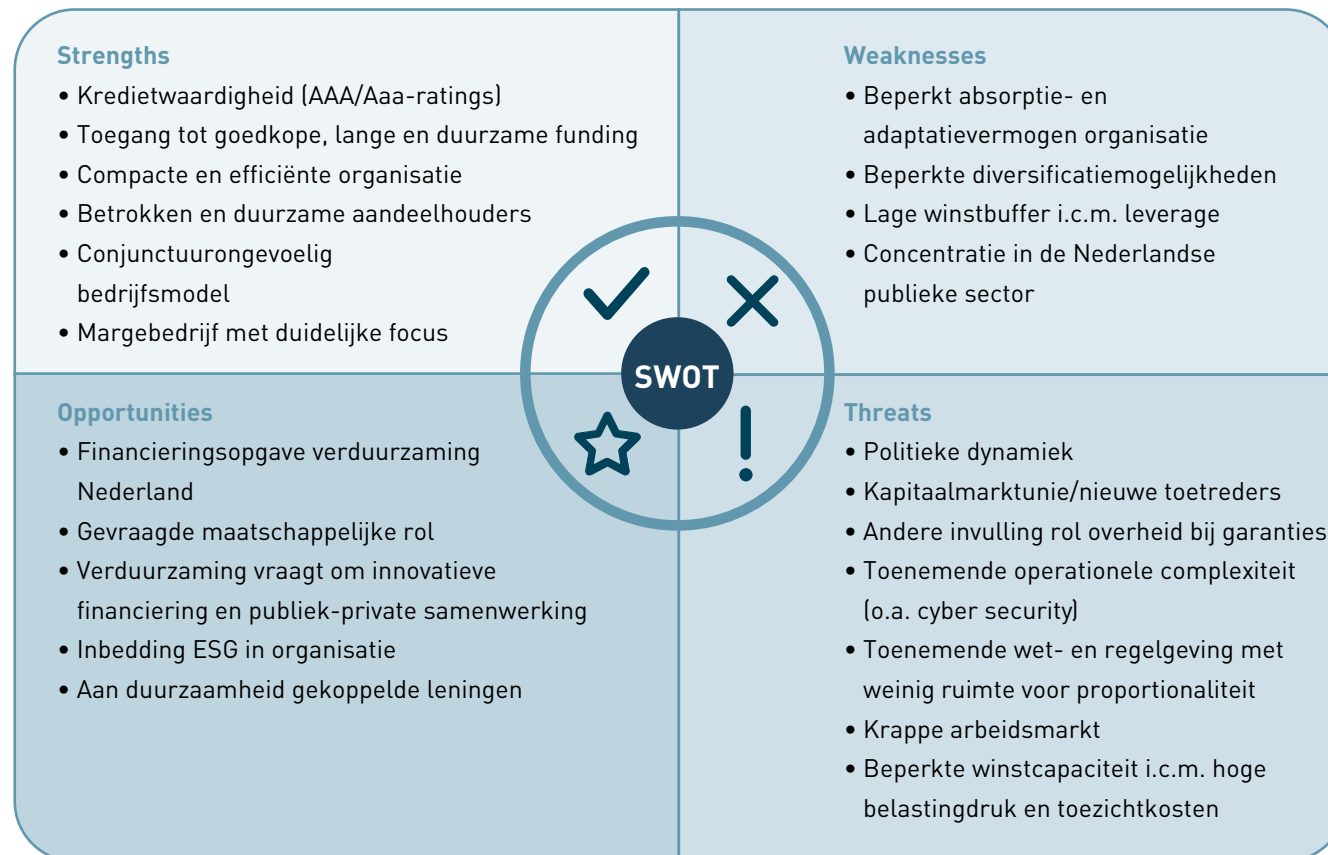 Strengths
• Kredietwaardigheid (AAA/Aaa-ratings)
• Toegang tot goedkope, lange en duurzame funding
• Compacte en efficiënte organisatie
• Betrokken en duurzame aandeelhouders
• Conjunctuurongevoelig
bedrijfsmodel
• Margebedrijf met duidelijke focus
Weaknesses
• Beperkt absorptie- en
adaptatievermogen organisatie
• Beperkte diversificatiemogelijkheden
• Lage winstbuffer i.c.m. leverage
• Concentratie in de Nederlandse
publieke sector
SWOT
Opportunities
• Financieringsopgave verduurzaming
Nederland
• Gevraagde maatschappelijke rol
• Verduurzaming vraagt om innovatieve
financiering en publiek-private samenwerking
• Inbedding ESG in organisatie
• Aan duurzaamheid gekoppelde leningen
Threats
• Politieke dynamiek
• Kapitaalmarktunie/nieuwe toetreders
• Andere invulling rol overheid bij garanties
• Toenemende operationele complexiteit
(o.a. cyber security)
• Toenemende wet- en regelgeving met
weinig ruimte voor proportionaliteit
• Krappe arbeidsmarkt
• Beperkte winstcapaciteit i.c.m. hoge
belastingdruk en toezichtkosten